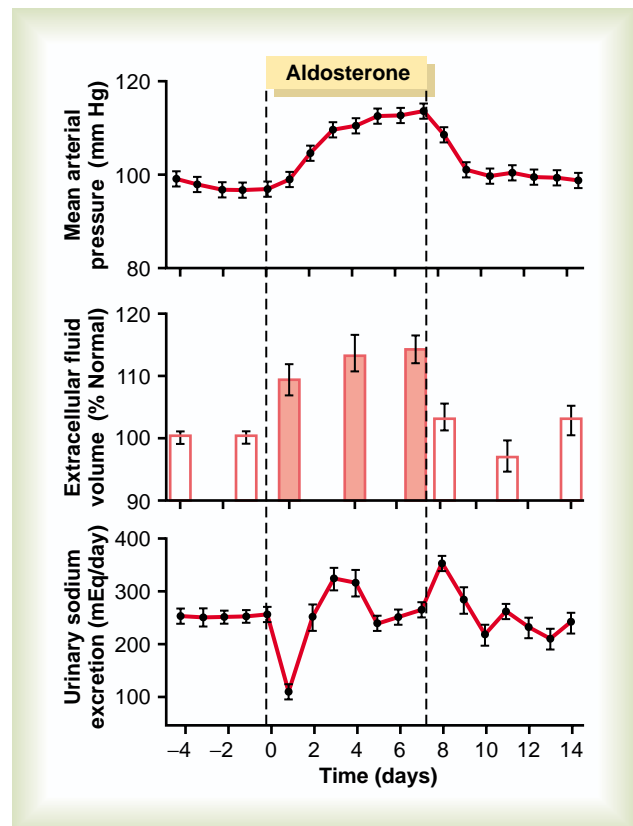 Aldosterone
Mean arterial
pressure (mm Hg)
120
100
80
Extracellular fluid
volume (% Normal)
120
110
100
90
Urinary sodium
excretion (mEq/day)
400
300
200
100
−4 −2 0 2 4 6 8 10 12 14
Time (days)